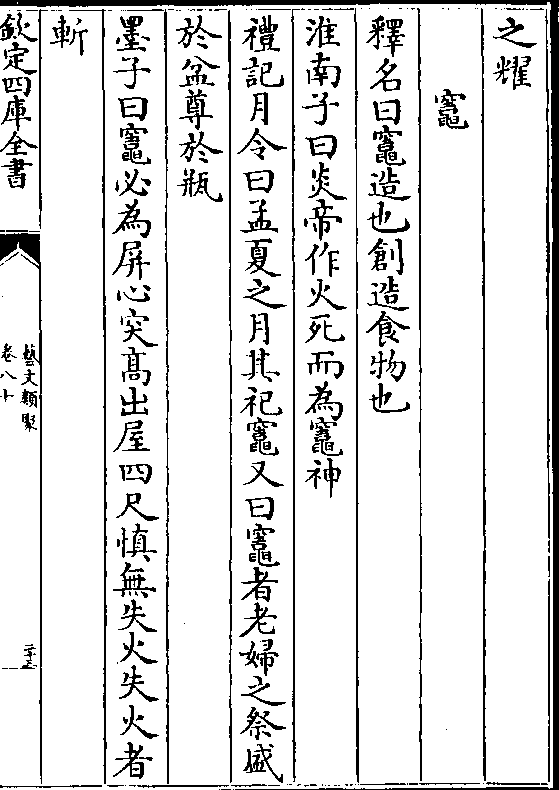 之耀
竈
釋名曰竈造也創造食物也
淮南子曰炎帝作火死而為竈神
禮記月令曰孟夏之月其祀竈又曰竈者老婦之祭盛
於盆尊於瓶
墨子曰竈必為屏心突髙出屋四尺慎無失火失火者
斬
欽定四庫全書
藝文類聚
卷八十
二十三